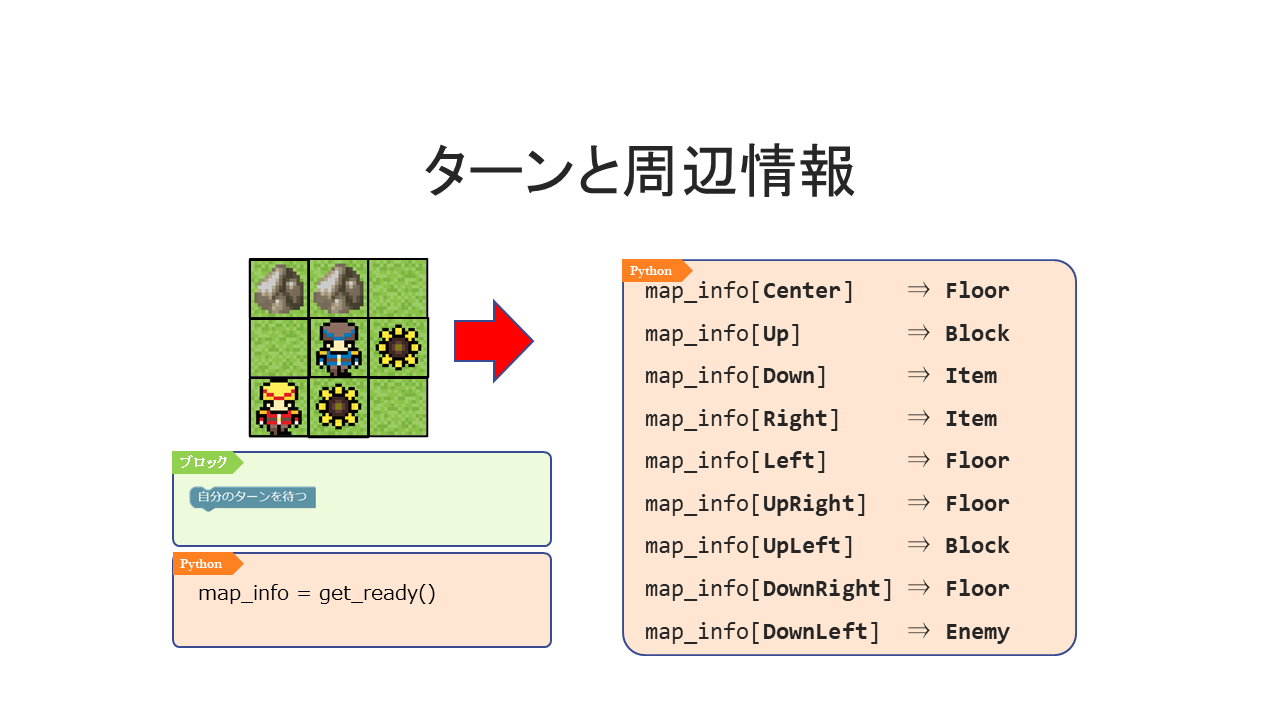 ターンと周辺情報
ブロック
自分のターンを待つ
Python
map_info = get_ready()
Python
map_info[Center] ⇒ Floor
map_info[Up] ⇒ Block
map_info[Down] ⇒ Item
map_info[Right] ⇒ Item
map_info[Left] ⇒ Floor
map_info[UpRight] ⇒ Floor
map_info[UpLeft] ⇒ Block
map_info[DownRight] ⇒ Floor
map_info[DownLeft] ⇒ Enemy